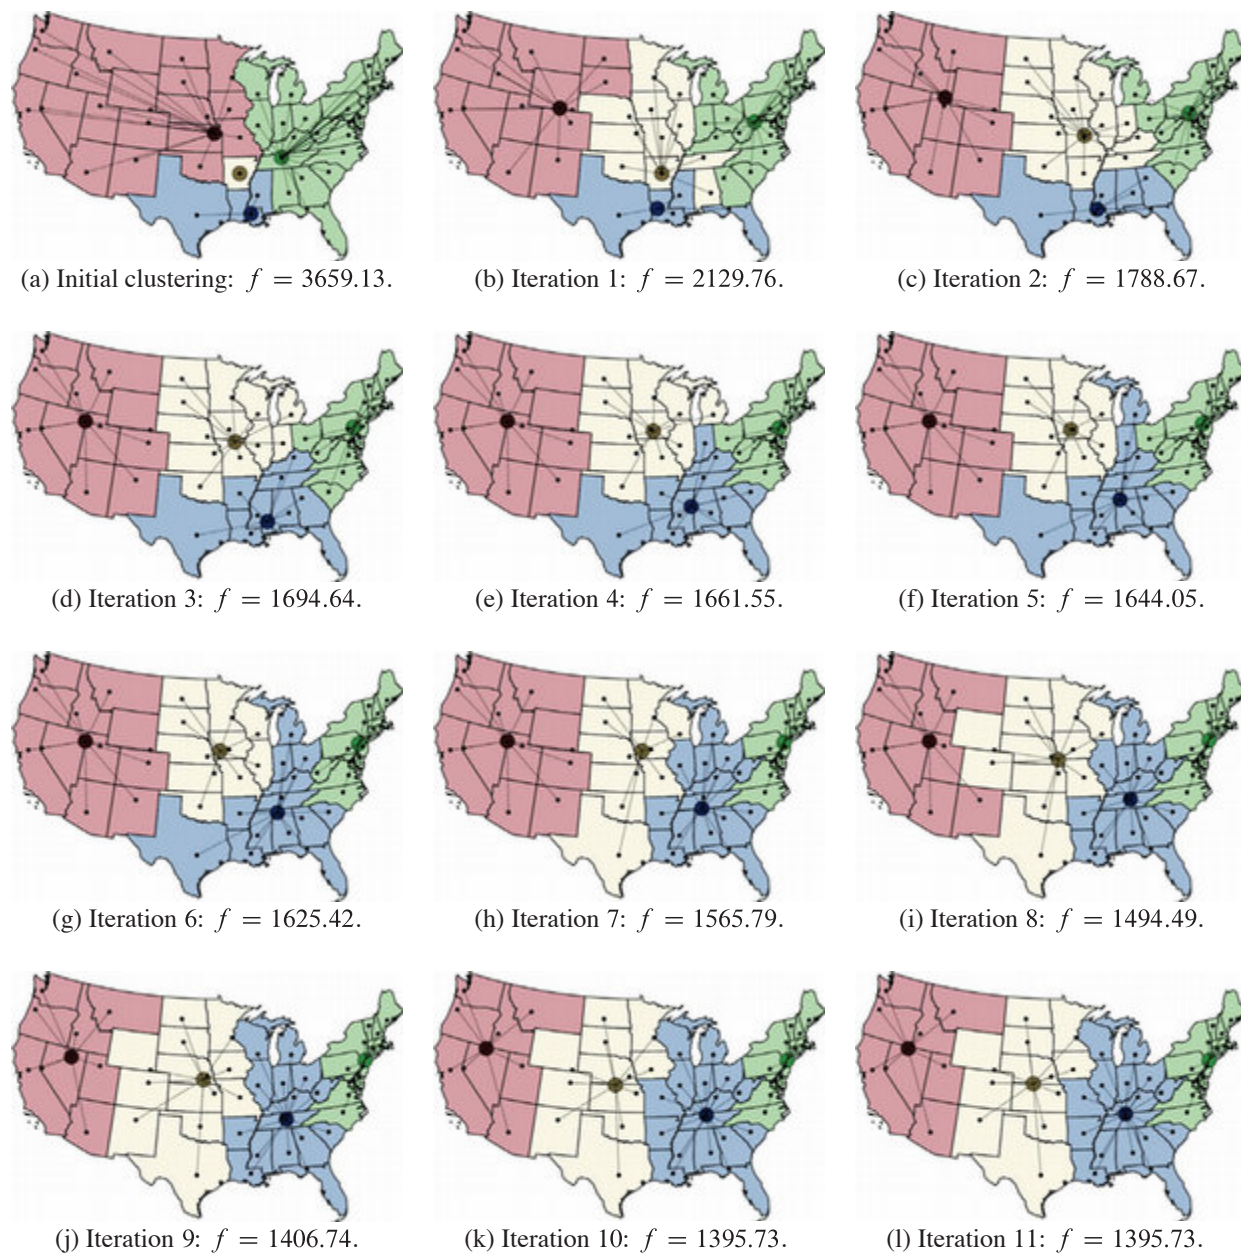 (a) Initial clustering: f = 3659.13.
(b) Iteration 1: f = 2129.76.
(c) Iteration 2: f = 1788.67.
(d) Iteration 3: f = 1694.64.
(e) Iteration 4: f = 1661.55.
(f) Iteration 5: f = 1644.05.
(g) Iteration 6: f = 1625.42.
(h) Iteration 7: f = 1565.79.
(i) Iteration 8: f = 1494.49.
(j) Iteration 9: f = 1406.74.
(k) Iteration 10: f = 1395.73.
(l) Iteration 11: f = 1395.73.